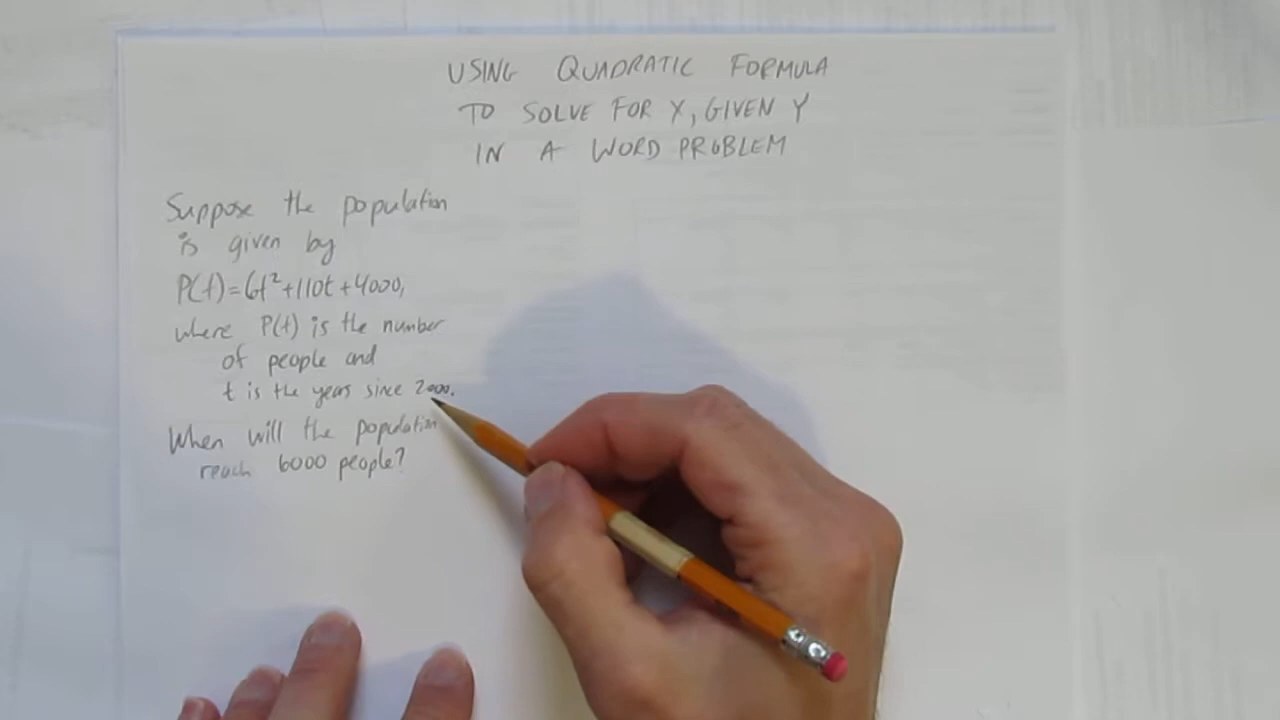 USING QUADRATIC FORMULA
TO SOLVE FOR X, GIVEN Y
IN A WORD PROBLEM
Suppose the population
is given by
P(t)=6t²+110t+4000,
where P(t) is the number
of people and
t is the years since 2000.
When will the population
reach 6000 people?